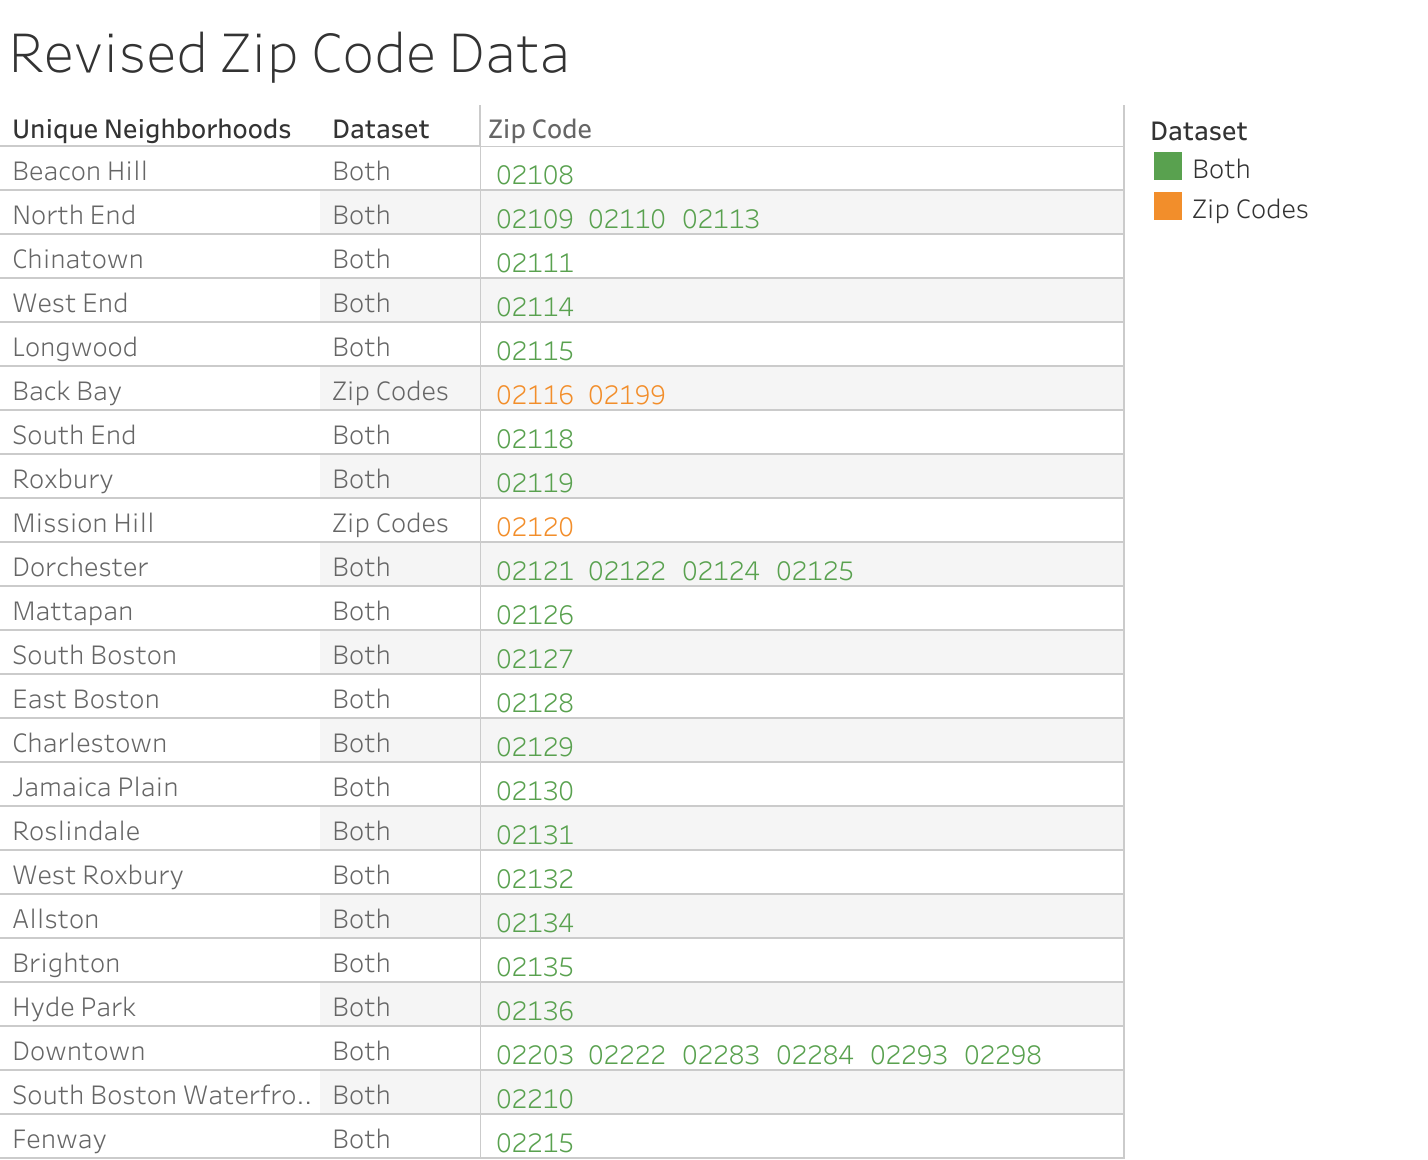 Revised Zip Code Data
Unique Neighborhoods Dataset Zip Code
Beacon Hill Both 02108
North End Both 02109 02110 02113
Chinatown Both 02111
West End Both 02114
Longwood Both 02115
Back Bay Zip Codes 02116 02199
South End Both 02118
Roxbury Both 02119
Mission Hill Zip Codes 02120
Dorchester Both 02121 02122 02124 02125
Mattapan Both 02126
South Boston Both 02127
East Boston Both 02128
Charlestown Both 02129
Jamaica Plain Both 02130
Roslindale Both 02131
West Roxbury Both 02132
Allston Both 02134
Brighton Both 02135
Hyde Park Both 02136
Downtown Both 02203 02222 02283 02284 02293 02298
South Boston Waterfro.. Both 02210
Fenway Both 02215
Dataset
Both
Zip Codes